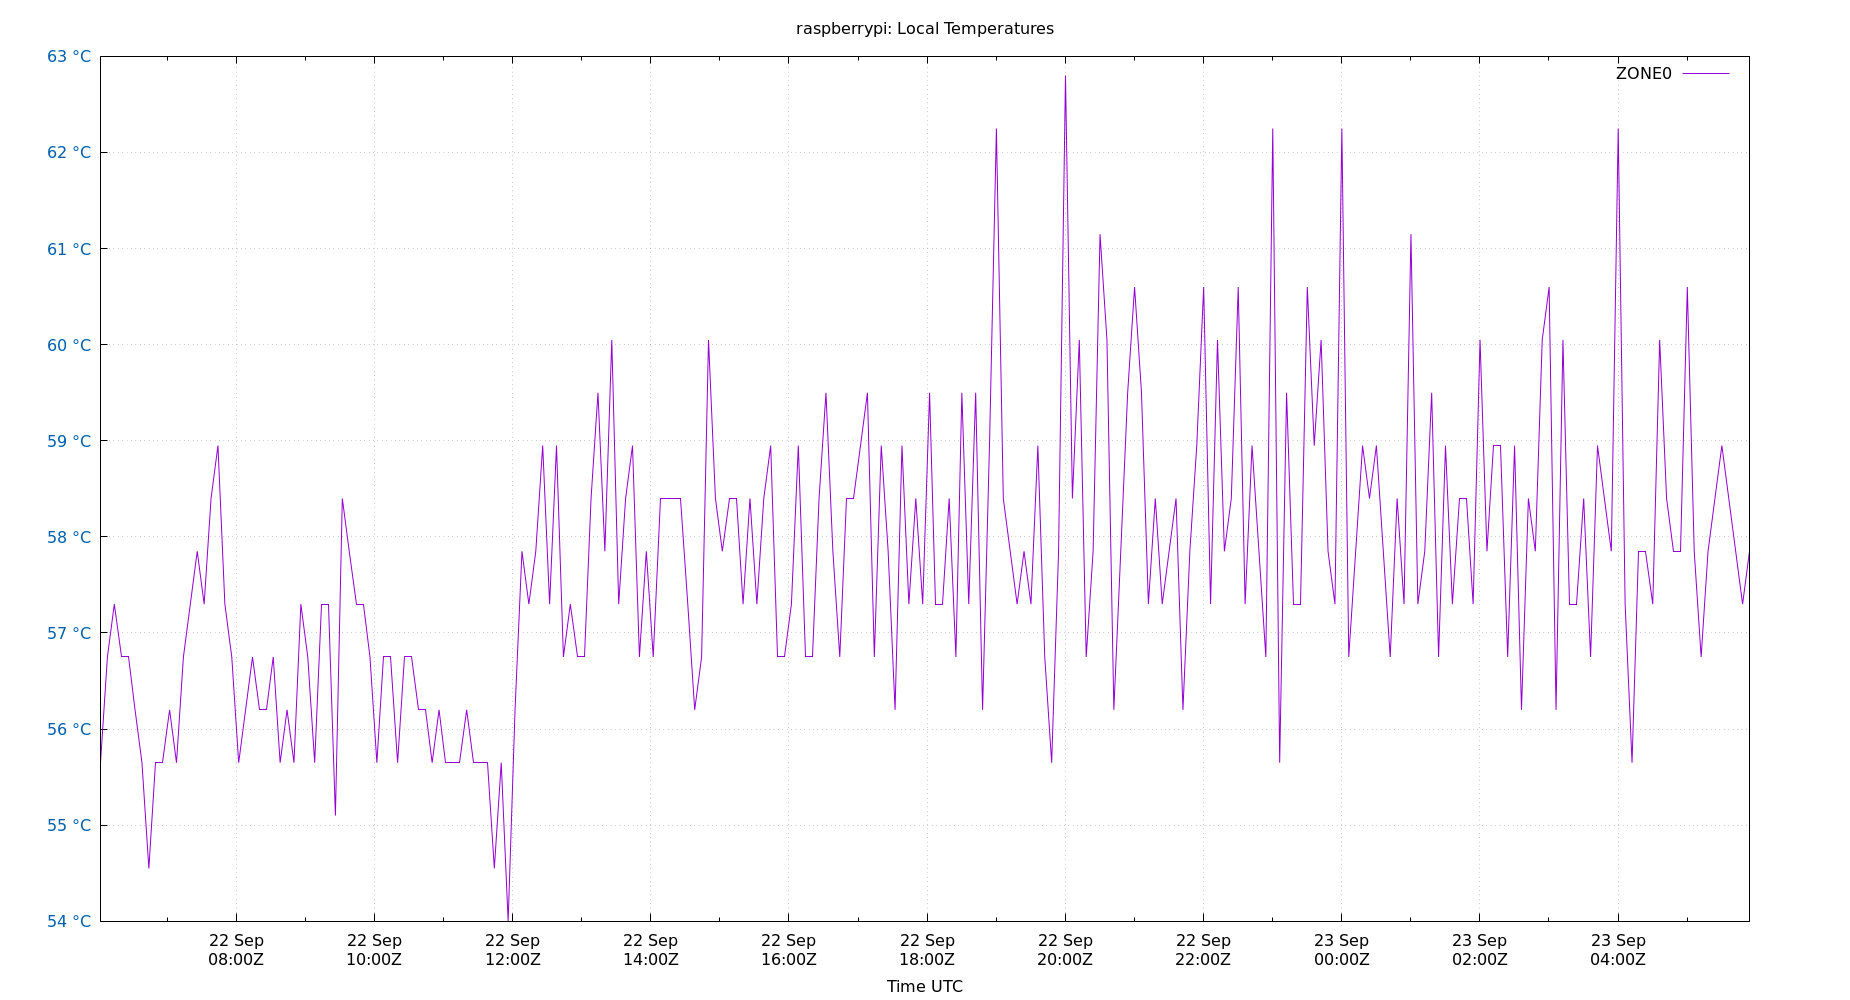 raspberrypi: Local Temperatures
63 °C
ZONE0
62 °C
61 °C
60 °C
59 °C
58 °C
57 °C
56 °C
55 °C
54 °C
22 Sep 22 Sep 22 Sep 22 Sep 22 Sep 22 Sep 22 Sep 22 Sep 23 Sep 23 Sep 23 Sep
08:00Z 10:00Z 12:00Z 14:00Z 16:00Z 18:00Z 20:00Z 22:00Z 00:00Z 02:00Z 04:00Z
Time UTC